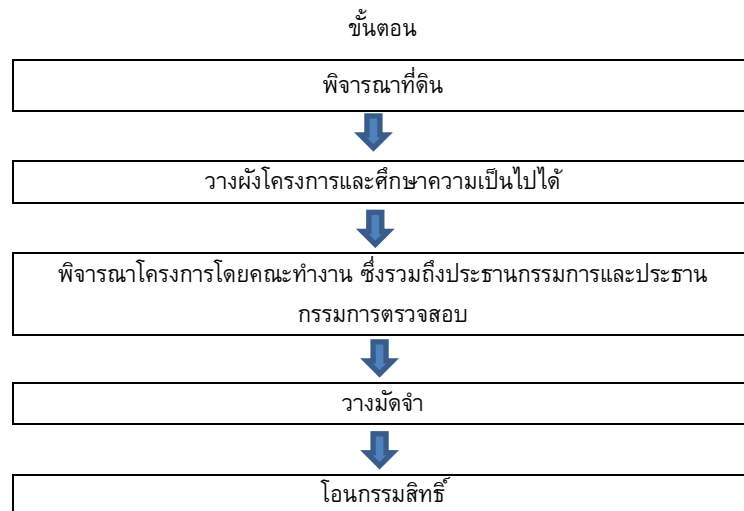 ขั้นตอน
พิจารณาที่ดิน
วางผังโครงการและศึกษาความเป็นไปได้
พิจารณาโครงการโดยคณะทำงาน ซึ่งรวมถึงประธานกรรมการและประธาน
กรรมการตรวจสอบ
วางมัดจำ
โอนกรรมสิทธิ์